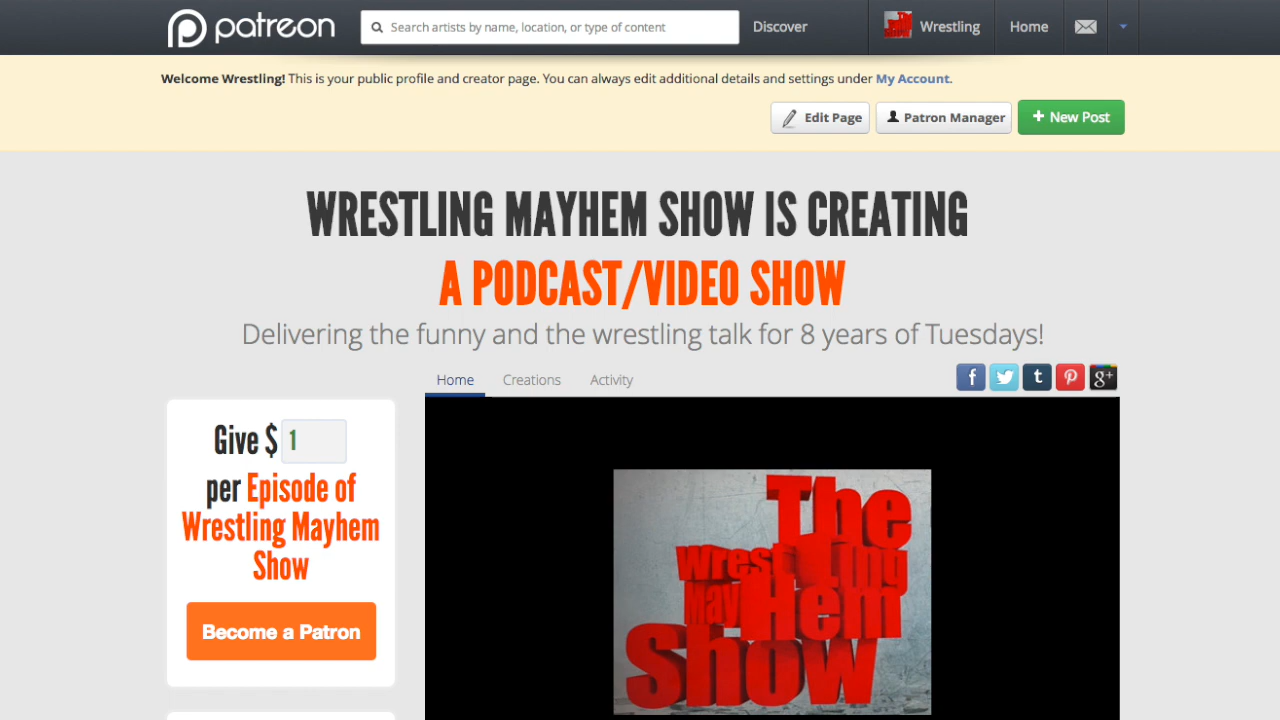 patreon
Search artists by name, location, or type of content
Discover
Wrestling
Home
Welcome Wrestling! This is your public profile and creator page. You can always edit additional details and settings under My Account.
Edit Page
Patron Manager
+ New Post
WRESTLING MAYHEM SHOW IS CREATING
A PODCAST/VIDEO SHOW
Delivering the funny and the wrestling talk for 8 years of Tuesdays!
Home
Creations
Activity
f
t
g+
Give $ 1
per Episode of
Wrestling Mayhem
Show
Become a Patron
The
Wrestling
MayHem
Show